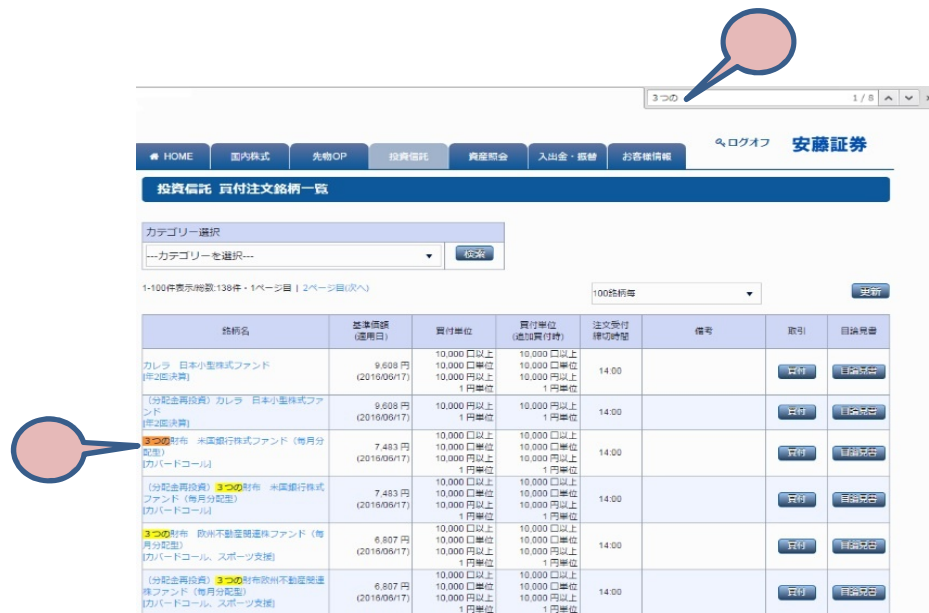 3つの 1 / 8
ログオフ 安藤証券
HOME 国内株式 先物OP 投資信託 資産照会 入出金・振替 お客様情報
投資信託 買付注文銘柄一覧
カテゴリー選択
---カテゴリーを選択--- 検索
1-100件表示/総数:138件・1ページ目 | 2ページ目(次へ)
100銘柄毎 更新
銘柄名 基準価額 (適用日) 買付単位 買付単位 (追加買付時) 注文受付 締切時間 備考 取引 目論見書
カレラ 日本小型株式ファンド
[年2回決算]
9,608 円
(2016/06/17)
10,000 口以上
10,000 口単位
10,000 円以上
1 円単位
10,000 口以上
10,000 口単位
10,000 円以上
1 円単位
14:00
買付 目論見書
(分配金再投資) カレラ 日本小型株式ファ
ンド
[年2回決算]
9,608 円
(2016/06/17)
10,000 円以上
1 円単位
10,000 円以上
1 円単位
14:00
買付 目論見書
3つの財布 米国銀行株式ファンド (毎月分
配型)
[カバードコール]
7,483 円
(2016/06/17)
10,000 口以上
10,000 口単位
10,000 円以上
1 円単位
10,000 口以上
10,000 口単位
10,000 円以上
1 円単位
14:00
買付 目論見書
(分配金再投資) 3つの財布 米国銀行株式
ファンド (毎月分配型)
[カバードコール]
7,483 円
(2016/06/17)
10,000 口以上
10,000 口単位
10,000 円以上
1 円単位
10,000 口以上
10,000 口単位
10,000 円以上
1 円単位
14:00
買付 目論見書
3つの財布 欧州不動産関連株ファンド (毎
月分配型)
[カバードコール、スポーツ支援]
6,807 円
(2016/06/17)
10,000 口以上
10,000 口単位
10,000 円以上
1 円単位
10,000 口以上
10,000 口単位
10,000 円以上
1 円単位
14:00
買付 目論見書
(分配金再投資) 3つの財布欧州不動産関連
株ファンド (毎月分配型)
[カバードコール、スポーツ支援]
6,807 円
(2016/06/17)
10,000 口以上
10,000 口単位
10,000 円以上
1 円単位
10,000 口以上
10,000 口単位
10,000 円以上
1 円単位
14:00
買付 目論見書